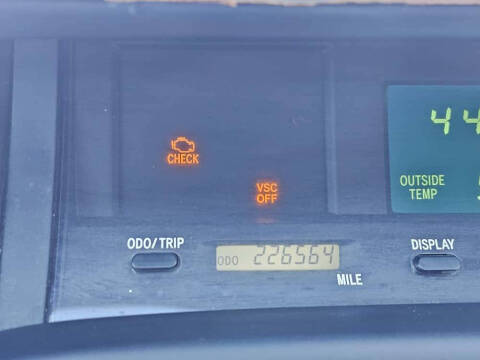 44
CHECK
VSC
OFF
OUTSIDE
TEMP
ODO/TRIP
DISPLAY
ODO 226564
MILE